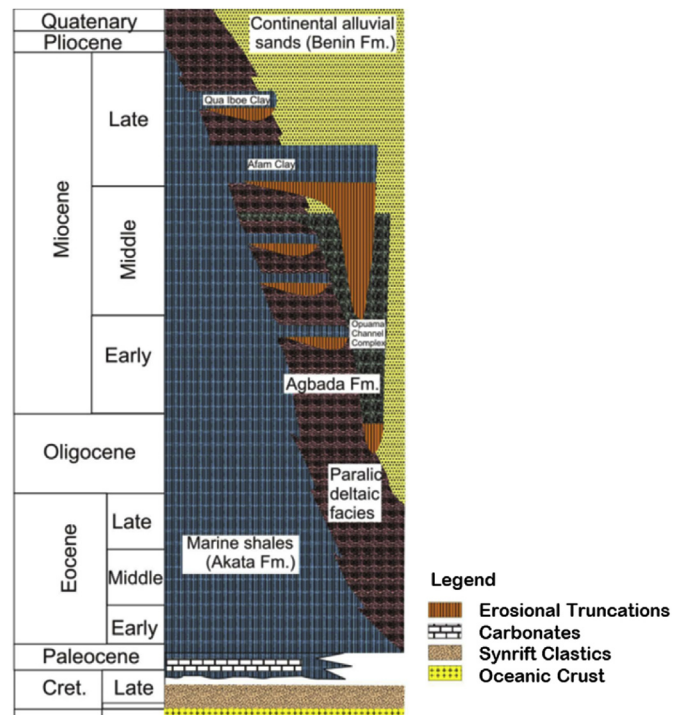 Quatenary
Pliocene
Miocene
Late
Middle
Early
Oligocene
Eocene
Late
Middle
Early
Paleocene
Cret.
Late
Continental alluvial
sands (Benin Fm.)
Qua Iboe Clay
Afam Clay
Opuama
Channel
Complex
Agbada Fm.
Paralic
deltaic
facies
Marine shales
(Akata Fm.)
Legend
Erosional Truncations
Carbonates
Synrift Clastics
Oceanic Crust